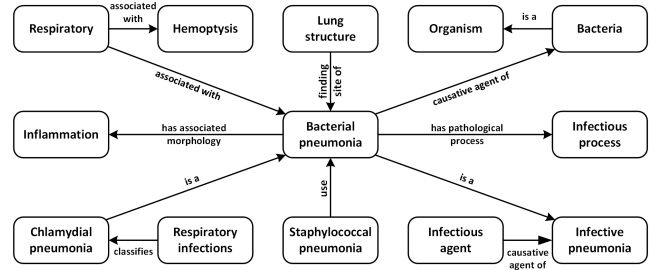 associated
with
is a
Respiratory
Hemoptysis
Lung
structure
Organism
Bacteria
associated with
finding
site of
causative agent of
Inflammation
has associated
morphology
Bacterial
pneumonia
has pathological
process
Infectious
process
is a
use
is a
Chlamydial
pneumonia
classifies
Respiratory
infections
Staphylococcal
pneumonia
Infectious
agent
causative
agent of
Infective
pneumonia